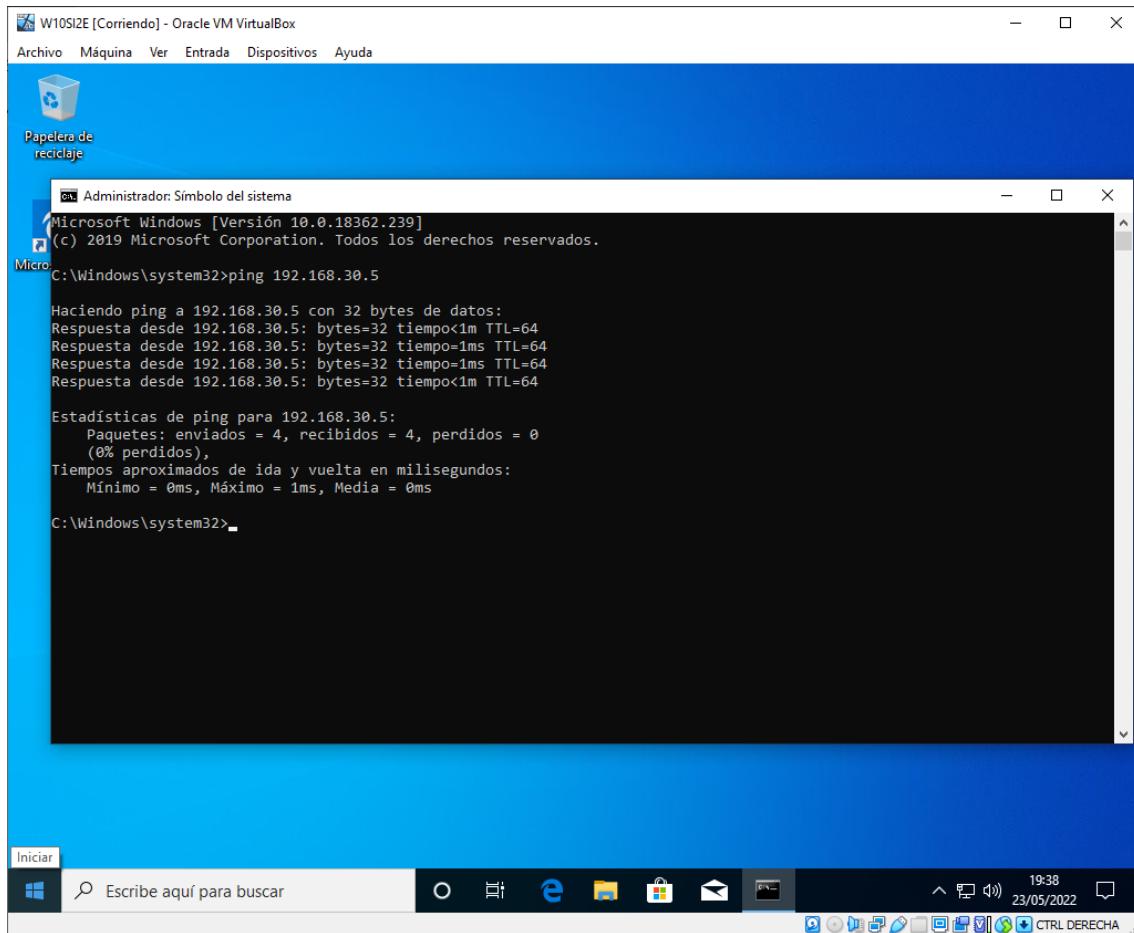 W10SI2E [Corriendo] - Oracle VM VirtualBox
Archivo Máquina Ver Entrada Dispositivos Ayuda
Papelera de
reciclaje
Administrador: Símbolo del sistema
Microsoft Windows [Versión 10.0.18362.239]
(c) 2019 Microsoft Corporation. Todos los derechos reservados.
Micro
C:\Windows\system32>ping 192.168.30.5
Haciendo ping a 192.168.30.5 con 32 bytes de datos:
Respuesta desde 192.168.30.5: bytes=32 tiempo<1m TTL=64
Respuesta desde 192.168.30.5: bytes=32 tiempo=1ms TTL=64
Respuesta desde 192.168.30.5: bytes=32 tiempo=1ms TTL=64
Respuesta desde 192.168.30.5: bytes=32 tiempo<1m TTL=64
Estadísticas de ping para 192.168.30.5:
Paquetes: enviados = 4, recibidos = 4, perdidos = 0
(0% perdidos),
Tiempos aproximados de ida y vuelta en milisegundos:
Mínimo = 0ms, Máximo = 1ms, Media = 0ms
C:\Windows\system32>
Iniciar
Escribe aquí para buscar
19:38
23/05/2022
CTRL DERECHA